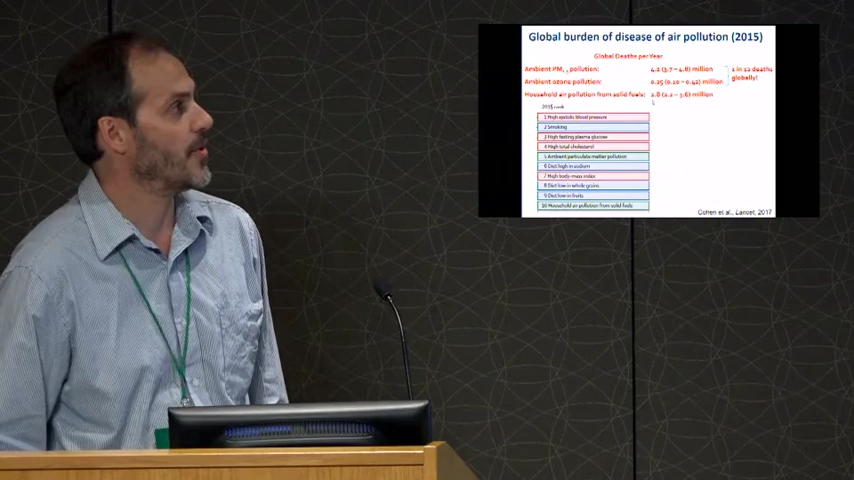 Global burden of disease of air pollution (2015)
Global Deaths per Year
Ambient PM2.5 pollution: 4.2 (3.7 – 4.8) million
Ambient ozone pollution: 0.25 (0.10 – 0.42) million
1 in 12 deaths
globally!
Household air pollution from solid fuels: 2.8 (2.2 – 3.6) million
2015 rank
1 High systolic blood pressure
2 Smoking
3 High fasting plasma glucose
4 High total cholesterol
5 Ambient particulate matter pollution
6 Diet high in sodium
7 High body-mass index
8 Diet low in whole grains
9 Diet low in fruits
10 Household air pollution from solid fuels
Cohen et al., Lancet, 2017